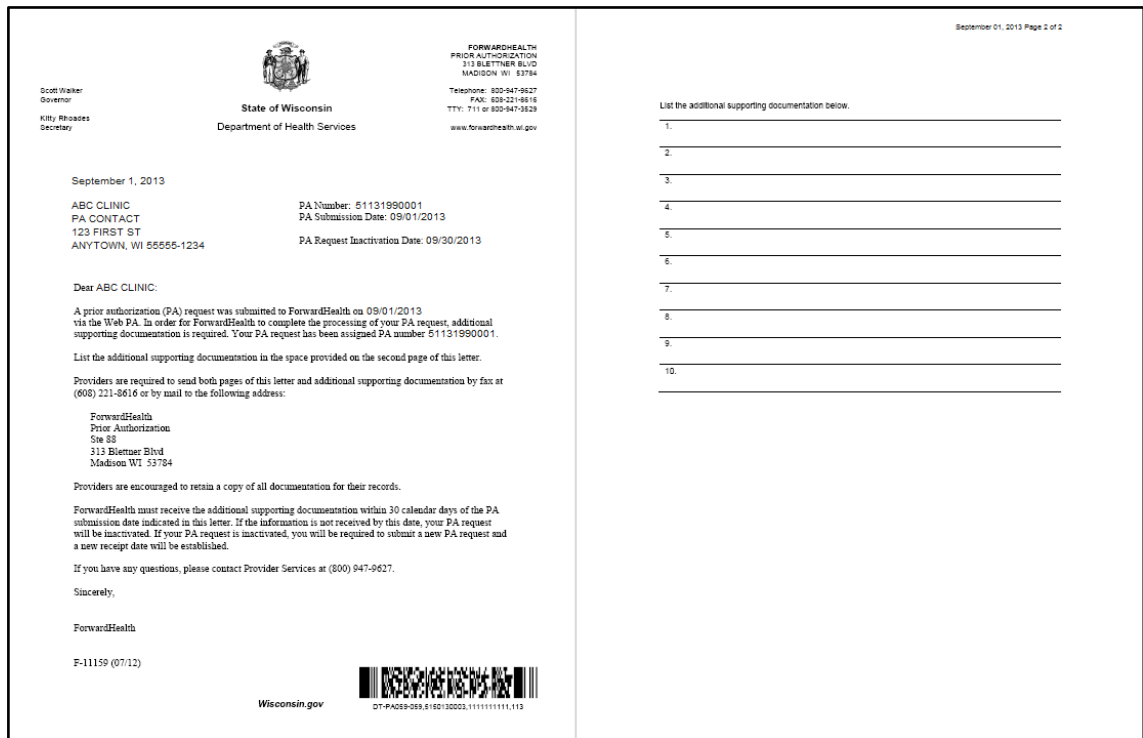 FORWARDHEALTH
PRIOR AUTHORIZATION
313 BLETTNER BLVD
MADISON WI 53784
Scott Walker
Governor
Kitty Rhoades
Secretary
State of Wisconsin
Department of Health Services
Telephone: 800-947-9627
FAX: 608-221-8616
TTY: 711 or 800-947-3529
www.forwardhealth.wi.gov
September 1, 2013
ABC CLINIC
PA CONTACT
123 FIRST ST
ANYTOWN, WI 55555-1234
PA Number: 51131990001
PA Submission Date: 09/01/2013
PA Request Inactivation Date: 09/30/2013
Dear ABC CLINIC:
A prior authorization (PA) request was submitted to ForwardHealth on 09/01/2013
via the Web PA. In order for ForwardHealth to complete the processing of your PA request, additional
supporting documentation is required. Your PA request has been assigned PA number 51131990001.
List the additional supporting documentation in the space provided on the second page of this letter.
Providers are required to send both pages of this letter and additional supporting documentation by fax at
(608) 221-8616 or by mail to the following address:
ForwardHealth
Prior Authorization
Ste 88
313 Blettner Blvd
Madison WI 53784
Providers are encouraged to retain a copy of all documentation for their records.
ForwardHealth must receive the additional supporting documentation within 30 calendar days of the PA
submission date indicated in this letter. If the information is not received by this date, your PA request
will be inactivated. If your PA request is inactivated, you will be required to submit a new PA request and
a new receipt date will be established.
If you have any questions, please contact Provider Services at (800) 947-9627.
Sincerely,
ForwardHealth
F-11159 (07/12)
Wisconsin.gov
DT-PA059-059,5150130003,1111111111,113
September 01, 2013 Page 2 of 2
List the additional supporting documentation below.
1.
2.
3.
4.
5.
6.
7.
8.
9.
10.